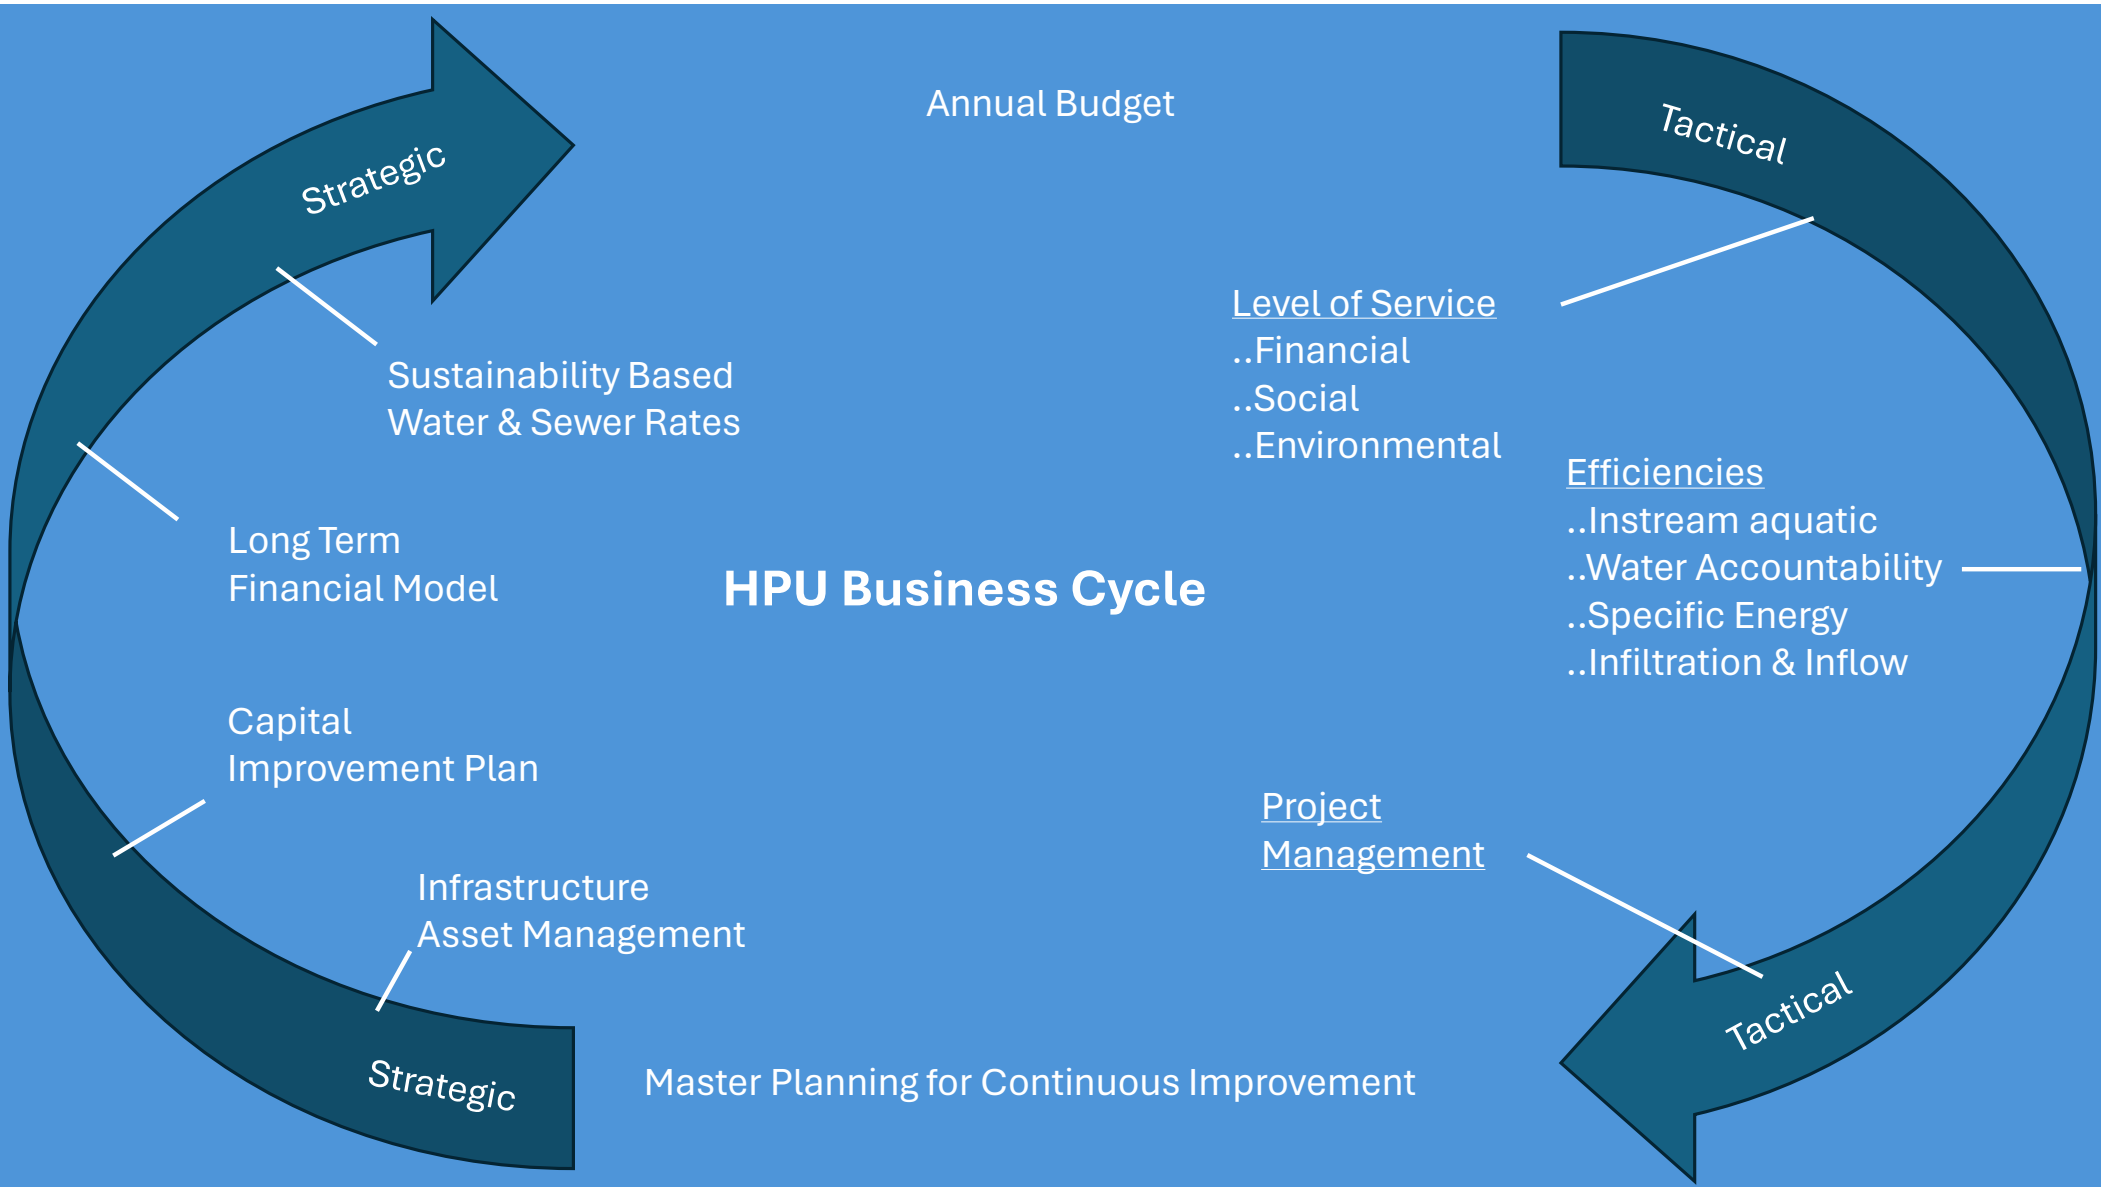 Annual Budget
Strategic
Tactical
Sustainability Based
Water & Sewer Rates
Level of Service
..Financial
..Social
..Environmental
Long Term
Financial Model
HPU Business Cycle
Efficiencies
..Instream aquatic
..Water Accountability
..Specific Energy
..Infiltration & Inflow
Capital
Improvement Plan
Project
Management
Infrastructure
Asset Management
Strategic
Master Planning for Continuous Improvement
Tactical